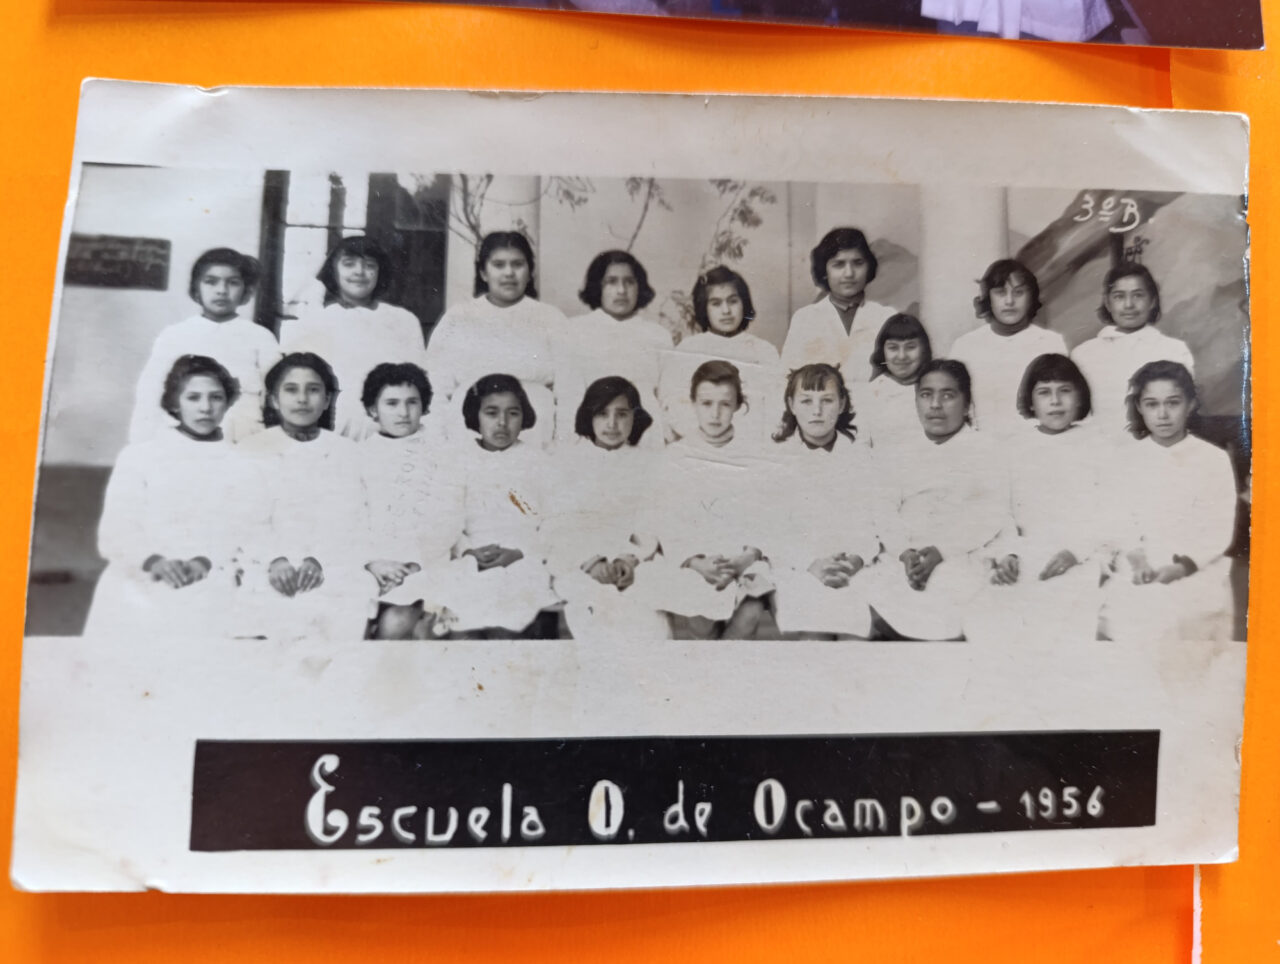 3º B.
Escuela O. de Ocampo - 1956